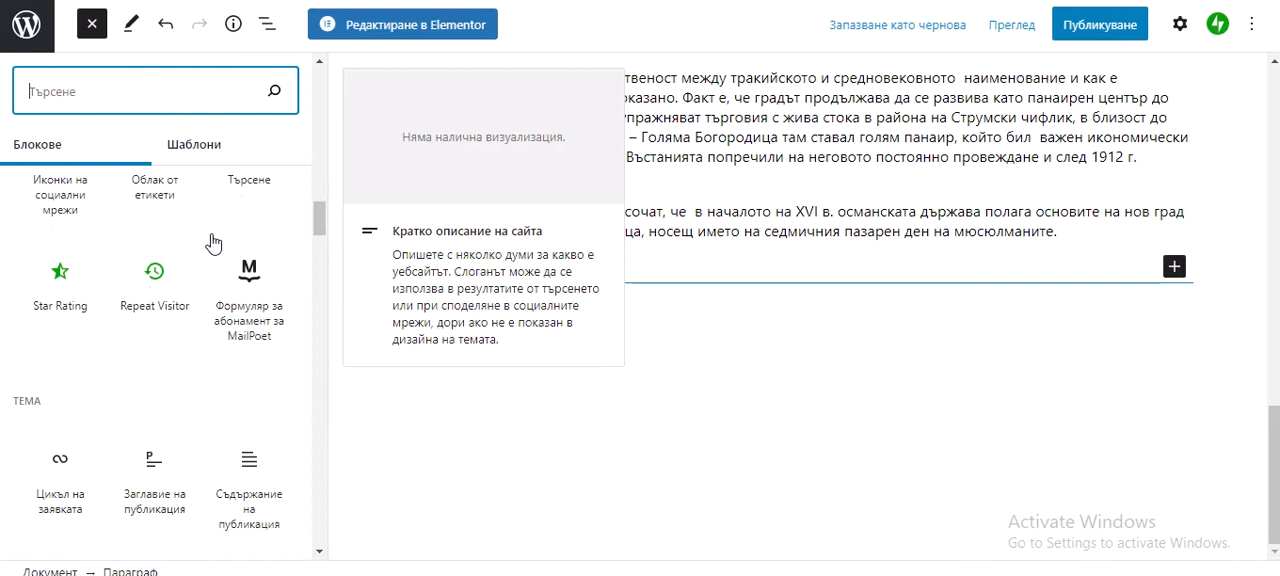 Редактиране в Elementor
Запазване като чернова
Преглед
Публикуване
Търсене
Блокове
Шаблони
Иконки на социални мрежи
Облак от етикети
Търсене
Star Rating
Repeat Visitor
Формуляр за абонамент за MailPoet
ТЕМА
Цикъл на заявката
Заглавие на публикация
Съдържание на публикация
Няма налична визуализация.
Кратко описание на сайта
Опишете с няколко думи за какво е
уебсайтът. Слоганът може да се
използва в резултатите от търсенето
или при споделяне в социалните
мрежи, дори ако не е показан в
дизайна на темата.
твеност между тракийското и средновековното наименование и как е
оказано. Факт е, че градът продължава да се развива като панаирен център до
упражняват търговия с жива стока в района на Струмски чифлик, в близост до
– Голяма Богородица там ставал голям панаир, който бил важен икономически
Въстанията попречили на неговото постоянно провеждане и след 1912 г.
сочат, че в началото на XVI в. османската държава полага основите на нов град
ца, носещ името на седмичния пазарен ден на мюсюлманите.
Activate Windows
Go to Settings to activate Windows.
Документ → Параграф